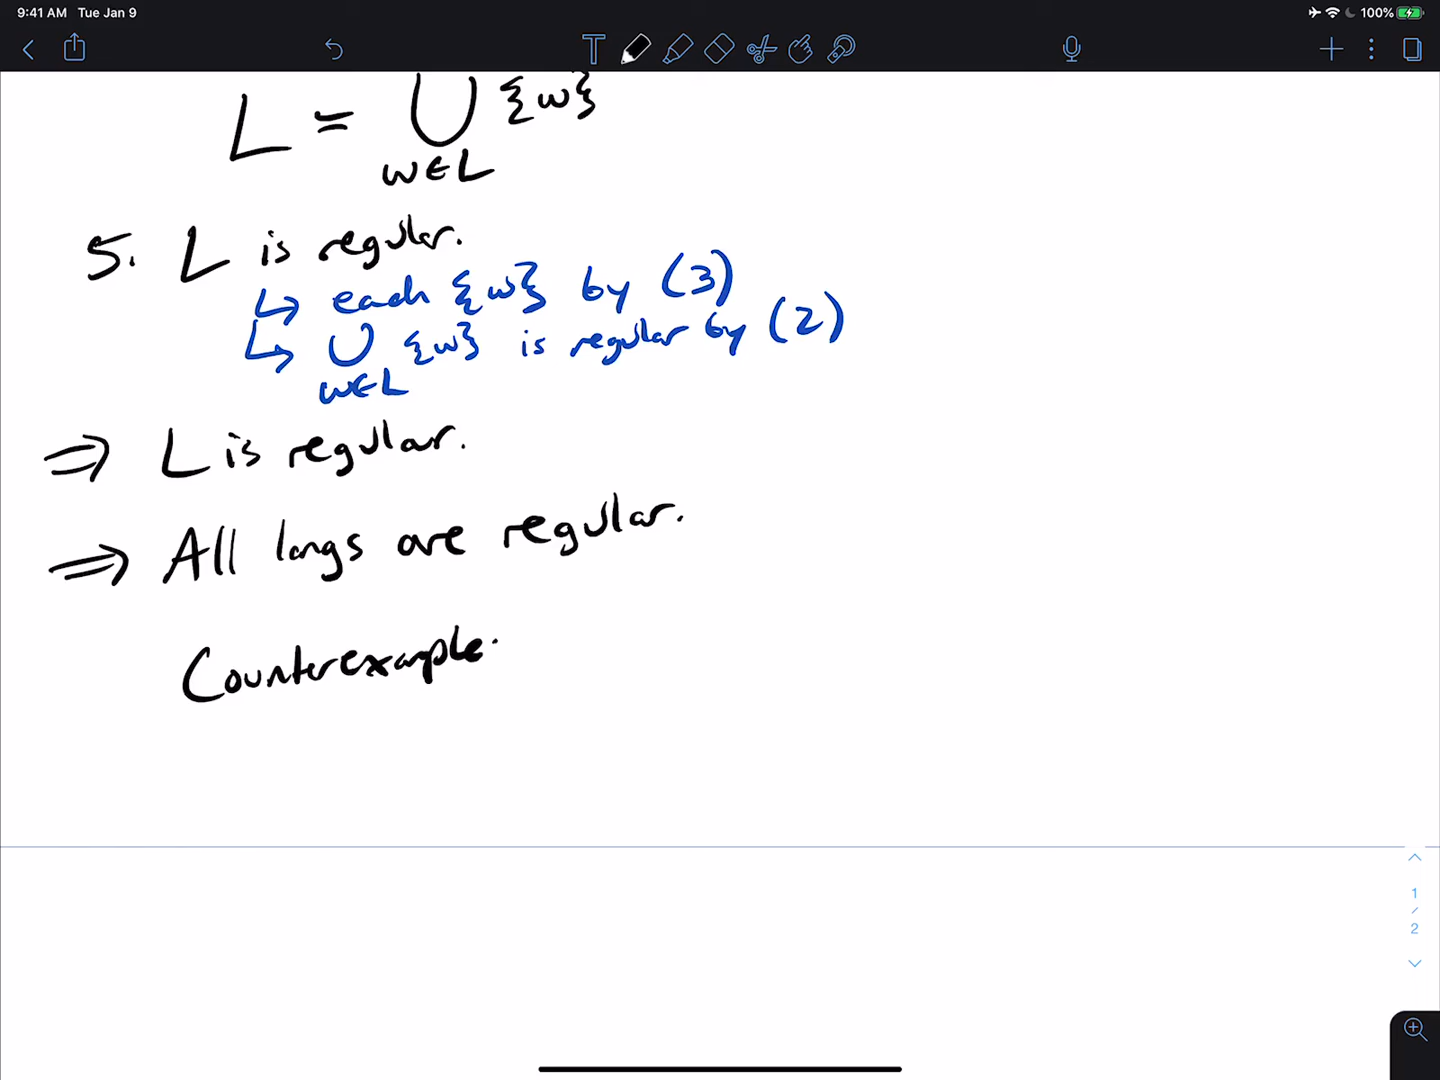 9:41 AM Tue Jan 9
100%
T
L = ∪ {w}
w∈L
5. L is regular.
↳ each {w} by (3)
↳ ∪ {w} is regular by (2)
w∈L
⇒ L is regular.
⇒ All langs are regular.
Counterexample.
1
/
2